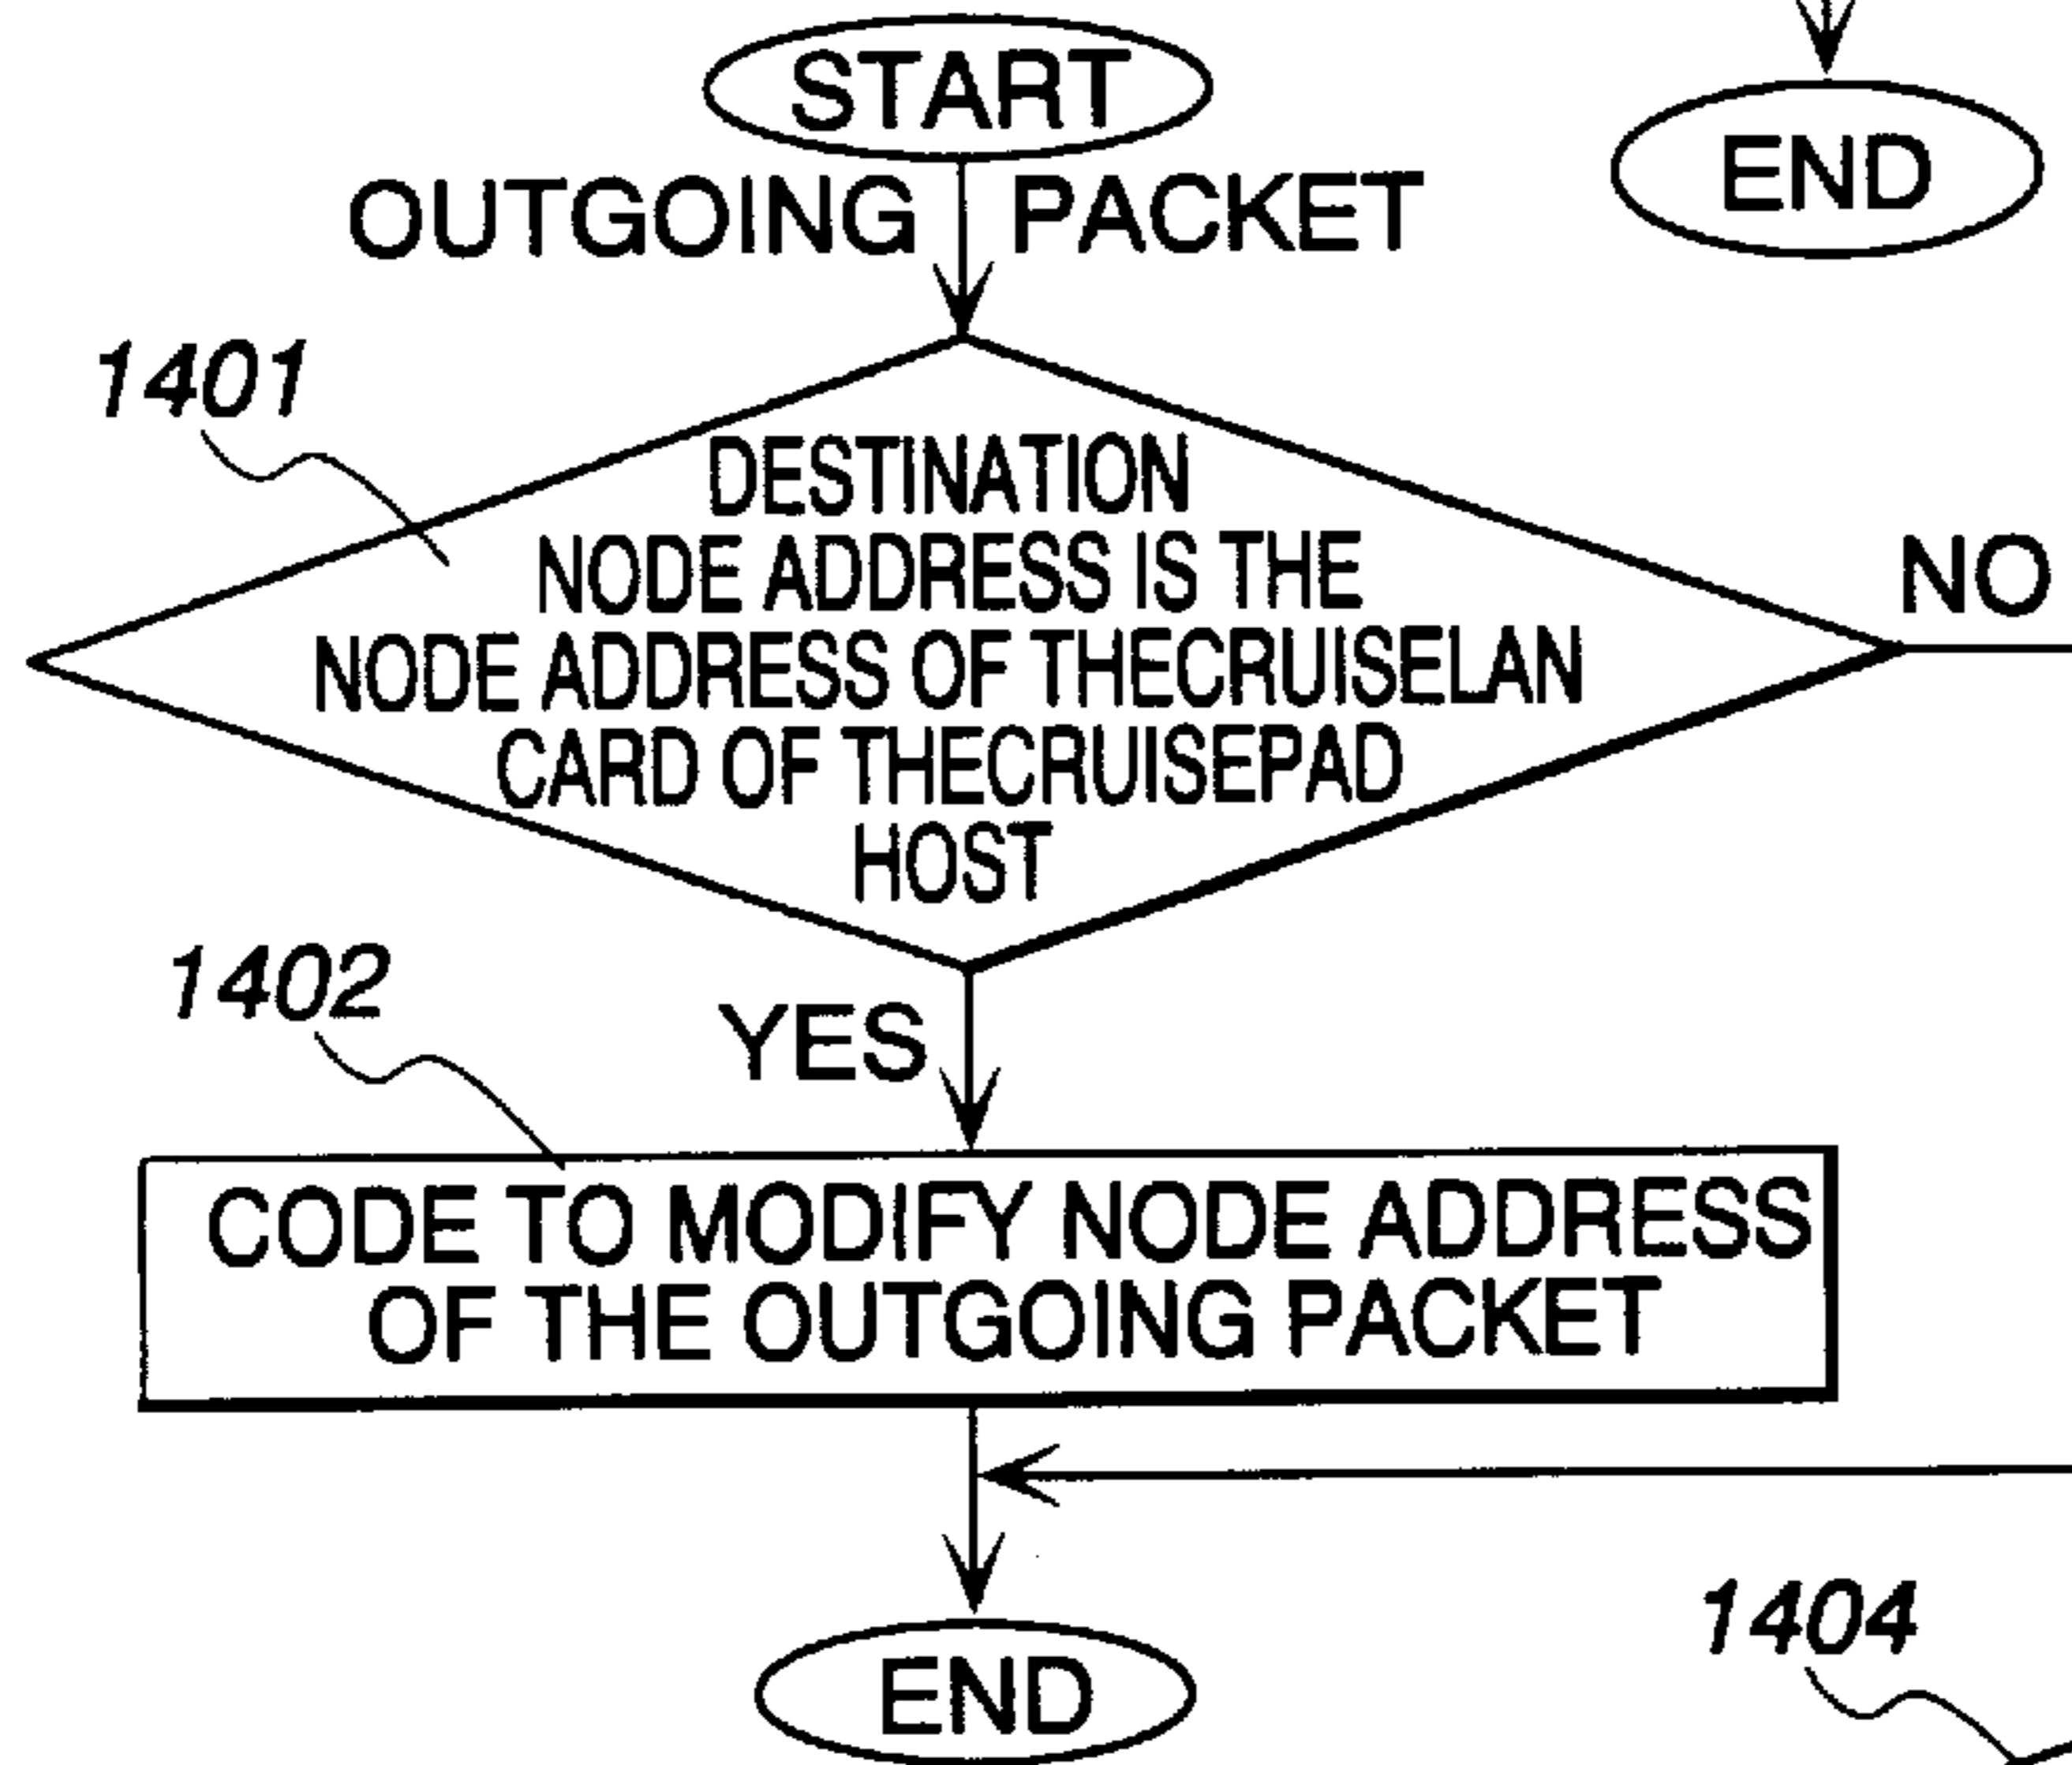 START
END
OUTGOING PACKET
1401
DESTINATION
NODE ADDRESS IS THE
NODE ADDRESS OF THECRUISELAN
CARD OF THECRUISEPAD
HOST
NO
1402
YES
CODE TO MODIFY NODE ADDRESS
OF THE OUTGOING PACKET
END
1404